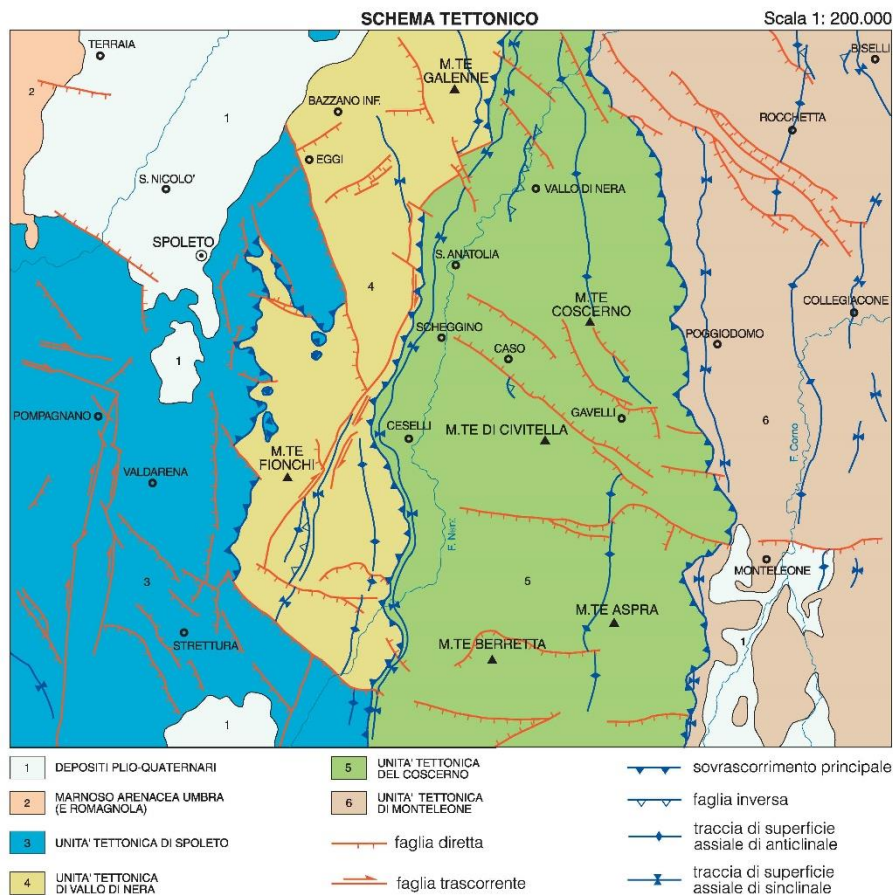 SCHEMA TETTONICO
Scala 1: 200.000
TERRAIA
M.TE
GALENNE
BISELLI
2
1
BAZZANO INF.
ROCCHETTA
EGGI
S. NICOLO'
VALLO DI NERA
SPOLETO
S. ANATOLIA
4
M.TE
COSCERNO
COLLEGIACONE
SCHEGGINO
CASO
POGGIODOMO
1
POMPAGNANO
GAVELLI
6
CESELLI
M.TE DI CIVITELLA
M.TE
FIONCHI
F. Corno
VALDARENA
F. Nera
MONTELEONE
3
5
M.TE ASPRA
STRETTURA
M.TE BERRETTA
1
1
1 DEPOSITI PLIO-QUATERNARI
2 MARNOSO ARENACEA UMBRA
(E ROMAGNOLA)
3 UNITA' TETTONICA DI SPOLETO
4 UNITA' TETTONICA
DI VALLO DI NERA
5 UNITA' TETTONICA
DEL COSCERNO
6 UNITA' TETTONICA
DI MONTELEONE
faglia diretta
faglia trascorrente
sovrascorrimento principale
faglia inversa
traccia di superficie
assiale di anticlinale
traccia di superficie
assiale di sinclinale